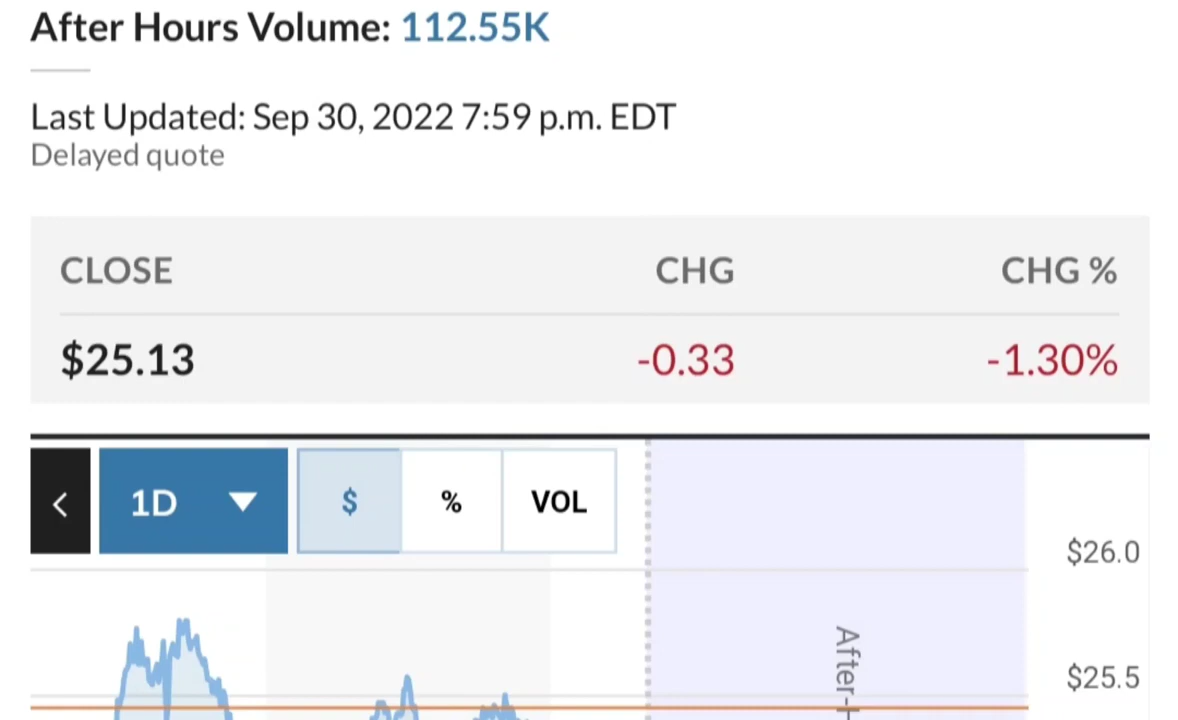 After Hours Volume: 112.55K
Last Updated: Sep 30, 2022 7:59 p.m. EDT
Delayed quote
CLOSE CHG CHG %
$25.13 -0.33 -1.30%
1D $ % VOL
$26.0
After-
$25.5